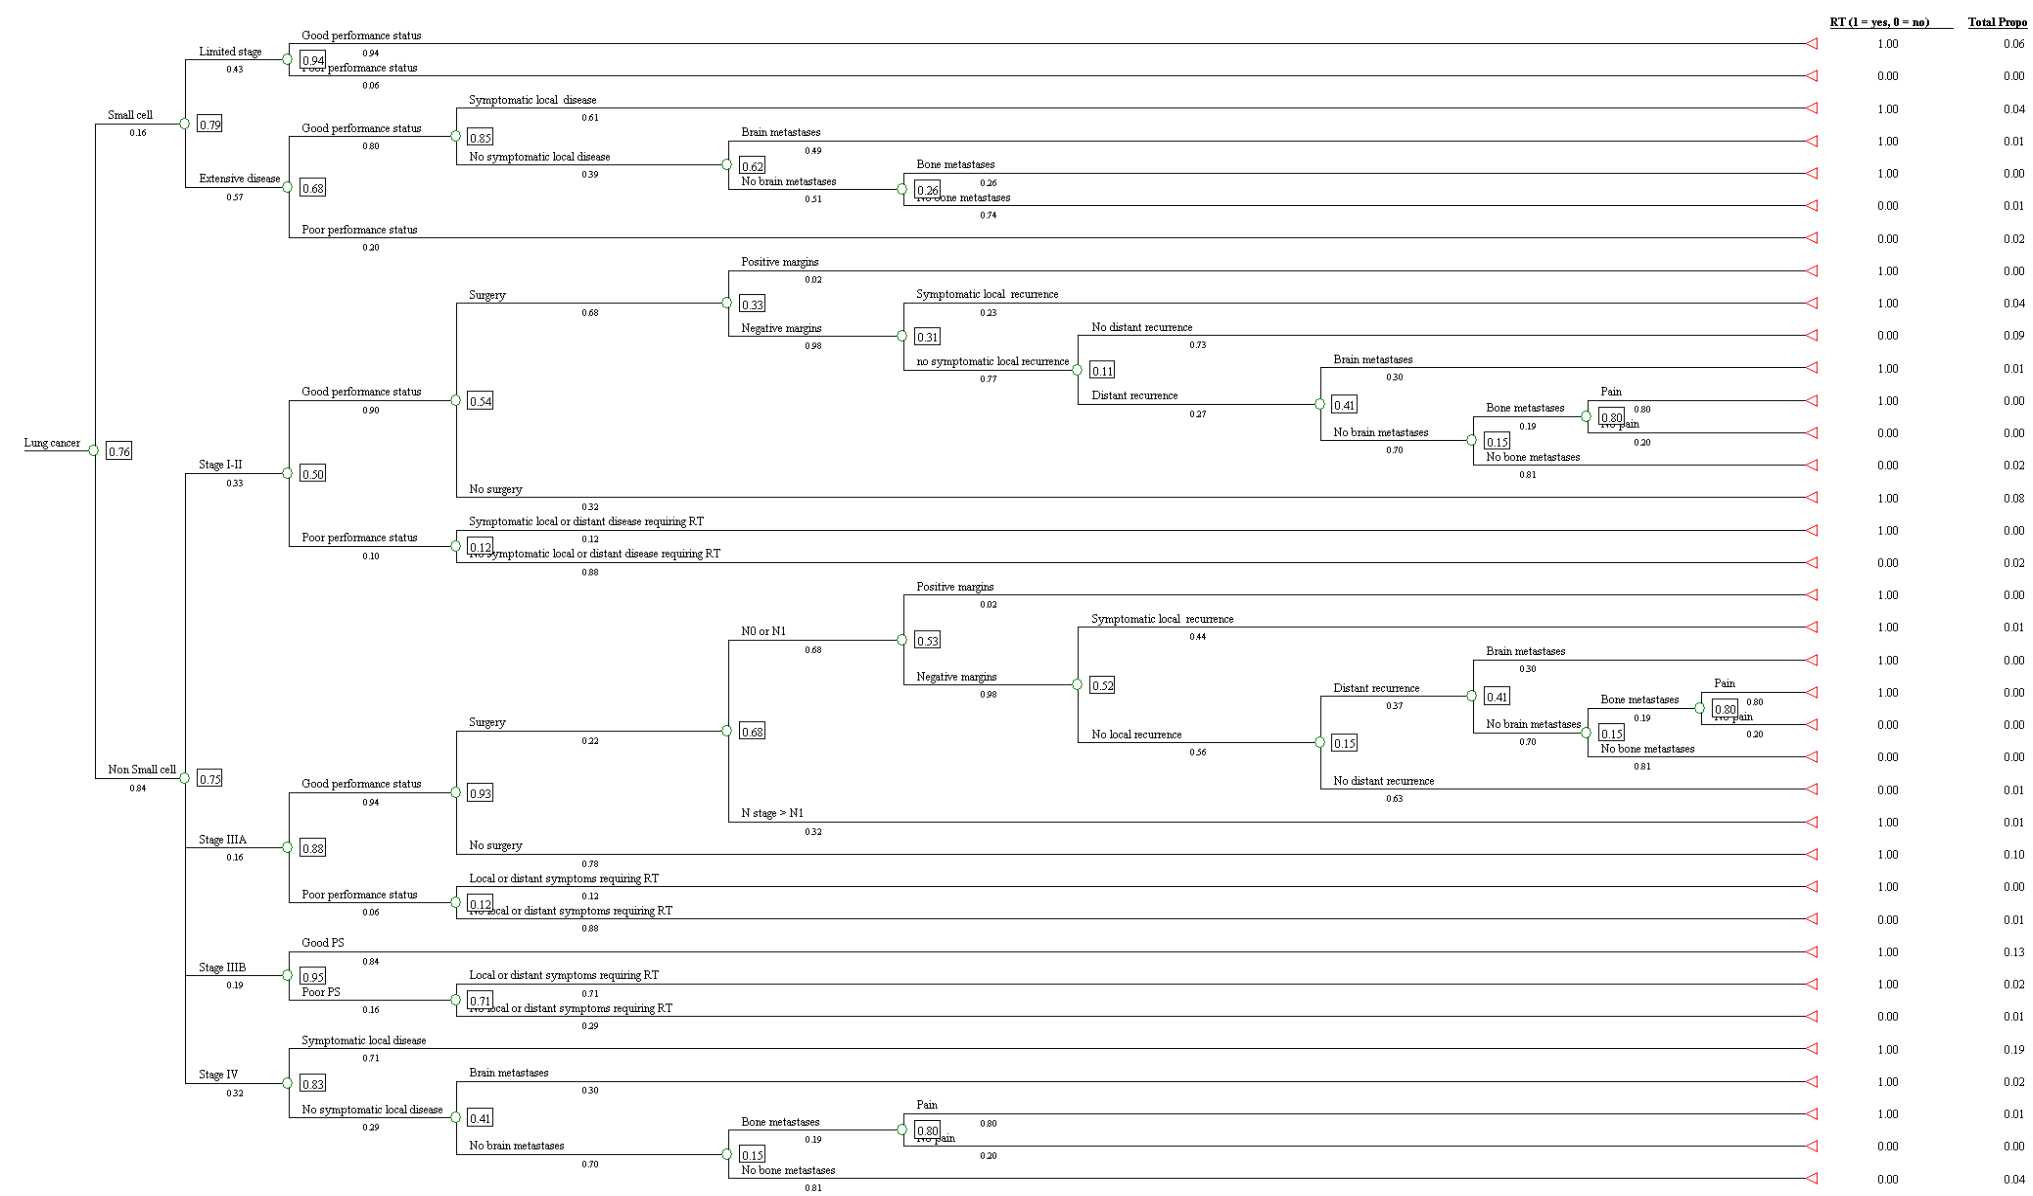 RT (1 = yes, 0 = no) Total Propo
Good performance status
0.94 1.00 0.06
Limited stage
0.43 0.94
performance status
0.06 0.00 0.00
Symptomatic local disease
0.61 1.00 0.04
Small cell
0.16 0.79
Good performance status
0.80 0.85
Brain metastases
0.49 1.00 0.01
No symptomatic local disease
0.39 0.62
Bone metastases
0.26 1.00 0.00
Extensive disease
0.57 0.68
No brain metastases
0.51 0.26
bone metastases
0.74 0.00 0.01
Poor performance status
0.20 0.00 0.02
Positive margins
0.02 1.00 0.00
Surgery
0.68 0.33
Symptomatic local recurrence
0.23 1.00 0.04
Negative margins
0.98 0.31
No distant recurrence
0.73 0.00 0.09
no symptomatic local recurrence
0.77 0.11
Brain metastases
0.30 1.00 0.01
Good performance status
0.90 0.54
Distant recurrence
0.27 0.41
Pain
0.80 1.00 0.00
Bone metastases
0.19 0.80
pain
0.20 0.00 0.00
No brain metastases
0.70 0.15
Lung cancer
0.76
No bone metastases
0.81 0.00 0.02
Stage I-II
0.33 0.50
No surgery
0.32 1.00 0.08
Symptomatic local or distant disease requiring RT
0.12 1.00 0.00
Poor performance status
0.10 0.12
symptomatic local or distant disease requiring RT
0.88 0.00 0.02
Positive margins
0.02 1.00 0.00
N0 or N1
0.68 0.53
Symptomatic local recurrence
0.44 1.00 0.01
Brain metastases
0.30 1.00 0.00
Negative margins
0.98 0.52
Distant recurrence
0.37 0.41
Pain
0.80 1.00 0.00
Bone metastases
0.19 0.80
pain
0.20 0.00 0.00
Surgery
0.22 0.68
No brain metastases
0.70 0.15
No local recurrence
0.56 0.15
No bone metastases
0.81 0.00 0.00
Non Small cell
0.84 0.75
No distant recurrence
0.63 0.00 0.01
Good performance status
0.94 0.93
N stage > N1
0.32 1.00 0.01
Stage IIIA
0.16 0.88
No surgery
0.78 1.00 0.10
Local or distant symptoms requiring RT
0.12 1.00 0.00
Poor performance status
0.06 0.12
local or distant symptoms requiring RT
0.88 0.00 0.01
Good PS
0.84 1.00 0.13
Stage IIIB
0.19 0.95
Local or distant symptoms requiring RT
0.71 1.00 0.02
Poor PS
0.16 0.71
local or distant symptoms requiring RT
0.29 0.00 0.01
Symptomatic local disease
0.71 1.00 0.19
Stage IV
0.32 0.83
Brain metastases
0.30 1.00 0.02
No symptomatic local disease
0.29 0.41
Pain
0.80 1.00 0.01
Bone metastases
0.19 0.80
pain
0.20 0.00 0.00
No brain metastases
0.70 0.15
No bone metastases
0.81 0.00 0.04